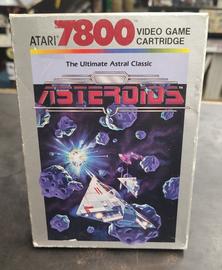 ATARI 7800 VIDEO GAME
CARTRIDGE
The Ultimate Astral Classic
ASTEROIDS